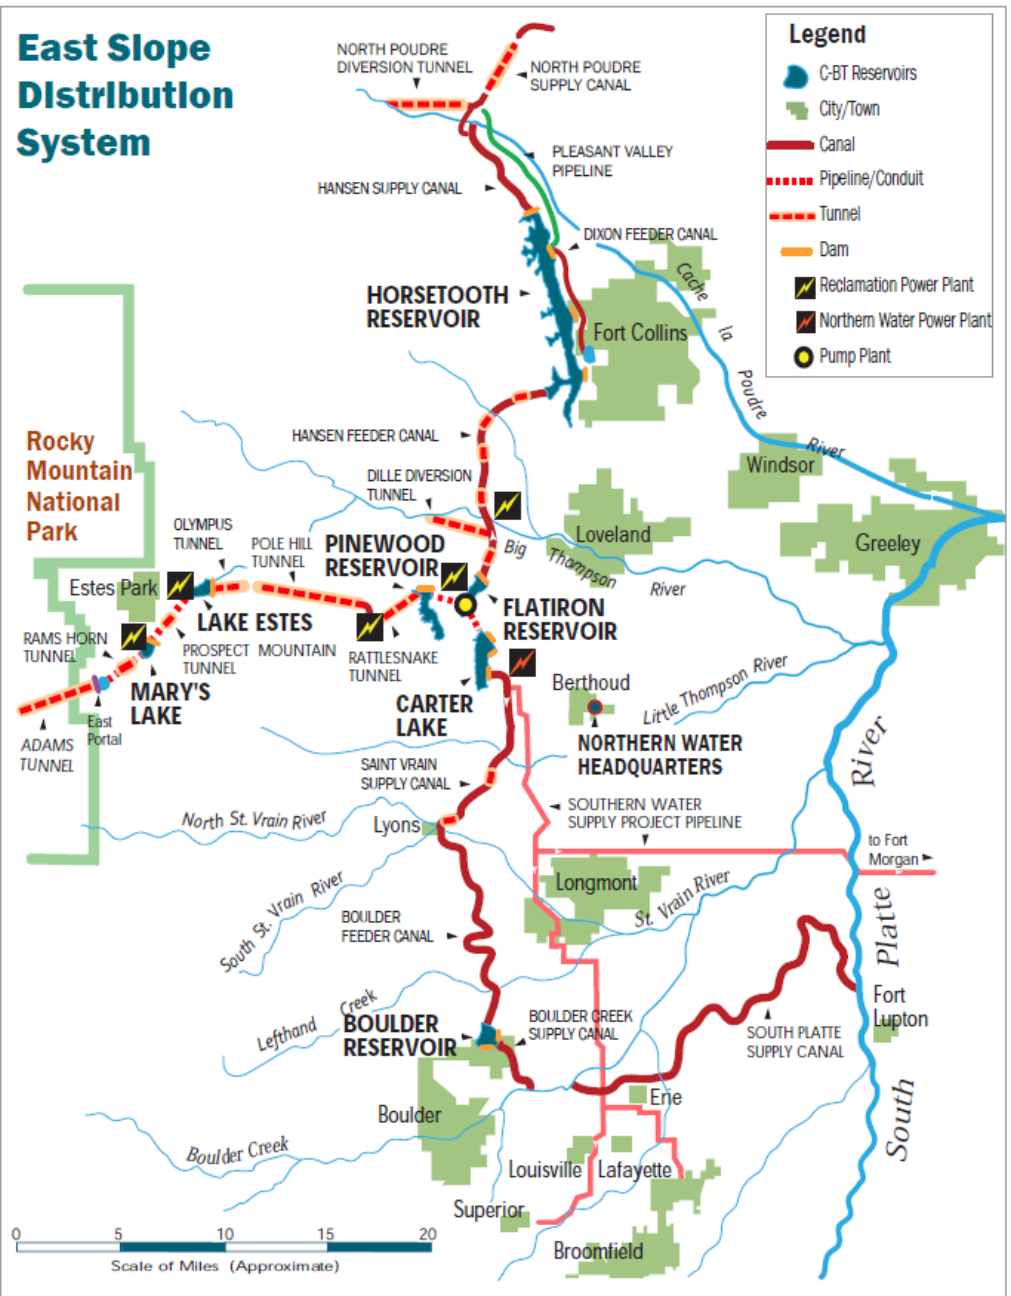 East Slope
Distribution
System
NORTH POUDRE
DIVERSION TUNNEL
NORTH POUDRE
SUPPLY CANAL
PLEASANT VALLEY
PIPELINE
HANSEN SUPPLY CANAL
DIXON FEEDER CANAL
Legend
C-BT Reservoirs
City/Town
Canal
Pipeline/Conduit
Tunnel
Dam
Reclamation Power Plant
Northern Water Power Plant
Pump Plant
HORSETOOTH
RESERVOIR
Fort Collins
Cache
la
Poudre
River
HANSEN FEEDER CANAL
Rocky
Mountain
National
Park
Windsor
DILLE DIVERSION
TUNNEL
OLYMPUS
TUNNEL
POLE HILL
TUNNEL
PINEWOOD
RESERVOIR
Big
Thompson
River
Loveland
Greeley
Estes Park
LAKE ESTES
FLATIRON
RESERVOIR
RAMS HORN
TUNNEL
PROSPECT MOUNTAIN
TUNNEL
RATTLESNAKE
TUNNEL
MARY'S
LAKE
CARTER
LAKE
Berthoud
Little Thompson River
East
Portal
ADAMS
TUNNEL
NORTHERN WATER
HEADQUARTERS
River
SAINT VRAIN
SUPPLY CANAL
North St. Vrain River
Lyons
SOUTHERN WATER
SUPPLY PROJECT PIPELINE
to Fort
Morgan
Longmont
St. Vrain River
South St. Vrain River
BOULDER
FEEDER CANAL
Platte
Lefthand Creek
BOULDER
RESERVOIR
BOULDER CREEK
SUPPLY CANAL
SOUTH PLATTE
SUPPLY CANAL
Fort
Lupton
South
Erie
Boulder
Boulder Creek
Louisville
Lafayette
Superior
Broomfield
0 5 10 15 20
Scale of Miles (Approximate)